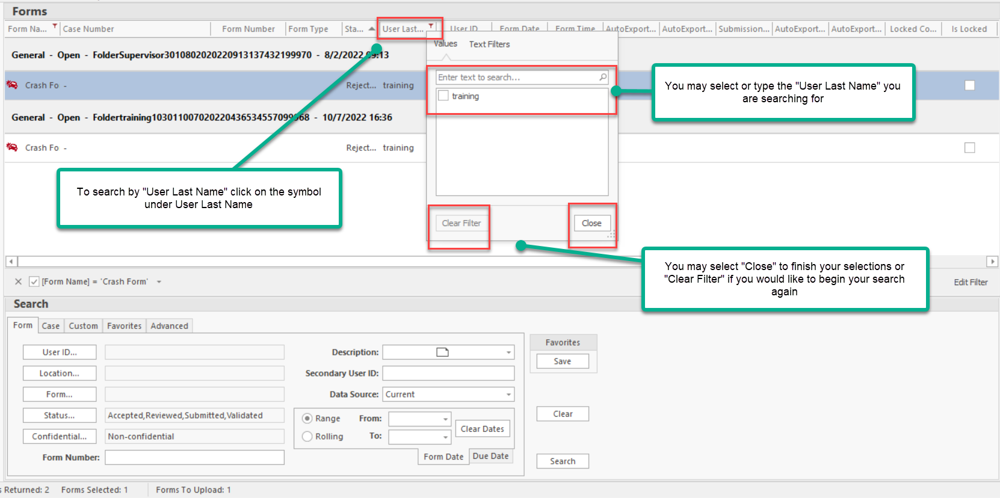 Forms
Form Na... Case Number Form Number Form Type Sta... User Last... User ID Form Date Form Time AutoExport... AutoExport... Submission... AutoExport... AutoExport... Locked Co... Is Locked
Values Text Filters
General - Open - FolderSupervisor3010802020220913137432199970 - 8/2/2022 09:13
Enter text to search...
Crash Fo - Reject... training
training
You may select or type the "User Last Name" you
are searching for
General - Open - Foldertraining10301100702022043653455709 68 - 10/7/2022 16:36
Crash Fo - Reject... training
To search by "User Last Name" click on the symbol
under User Last Name
Clear Filter Close
You may select "Close" to finish your selections or
"Clear Filter" if you would like to begin your search
again
[Form Name] = 'Crash Form' Edit Filter
Search
Form Case Custom Favorites Advanced
User ID... Description: Favorites
Location... Secondary User ID: Save
Form... Data Source: Current
Status... Accepted,Reviewed,Submitted,Validated Range From: Clear Dates Clear
Confidential... Non-confidential Rolling To:
Form Number: Form Date Due Date Search
s Returned: 2 Forms Selected: 1 Forms To Upload: 1